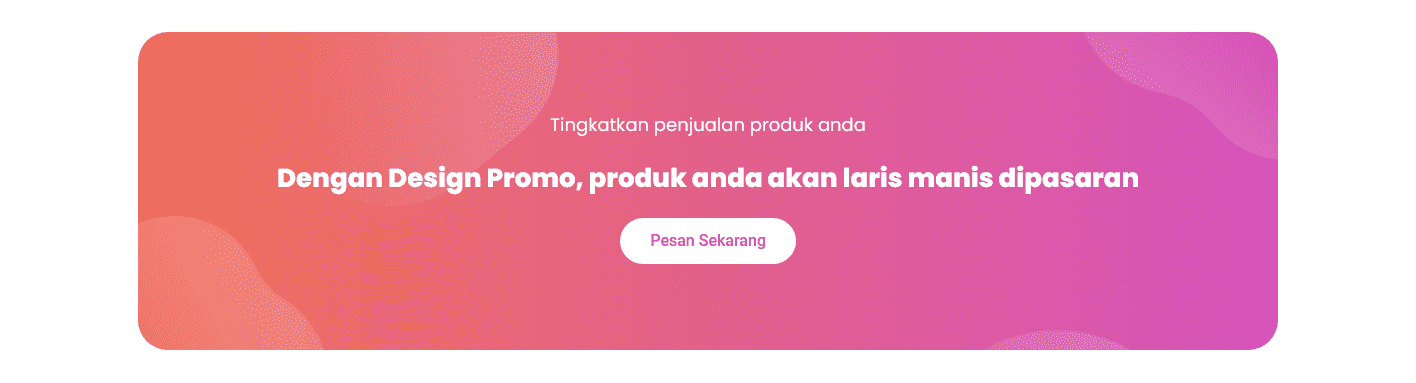 Tingkatkan penjualan produk anda
Dengan Design Promo, produk anda akan laris manis dipasaran
Pesan Sekarang